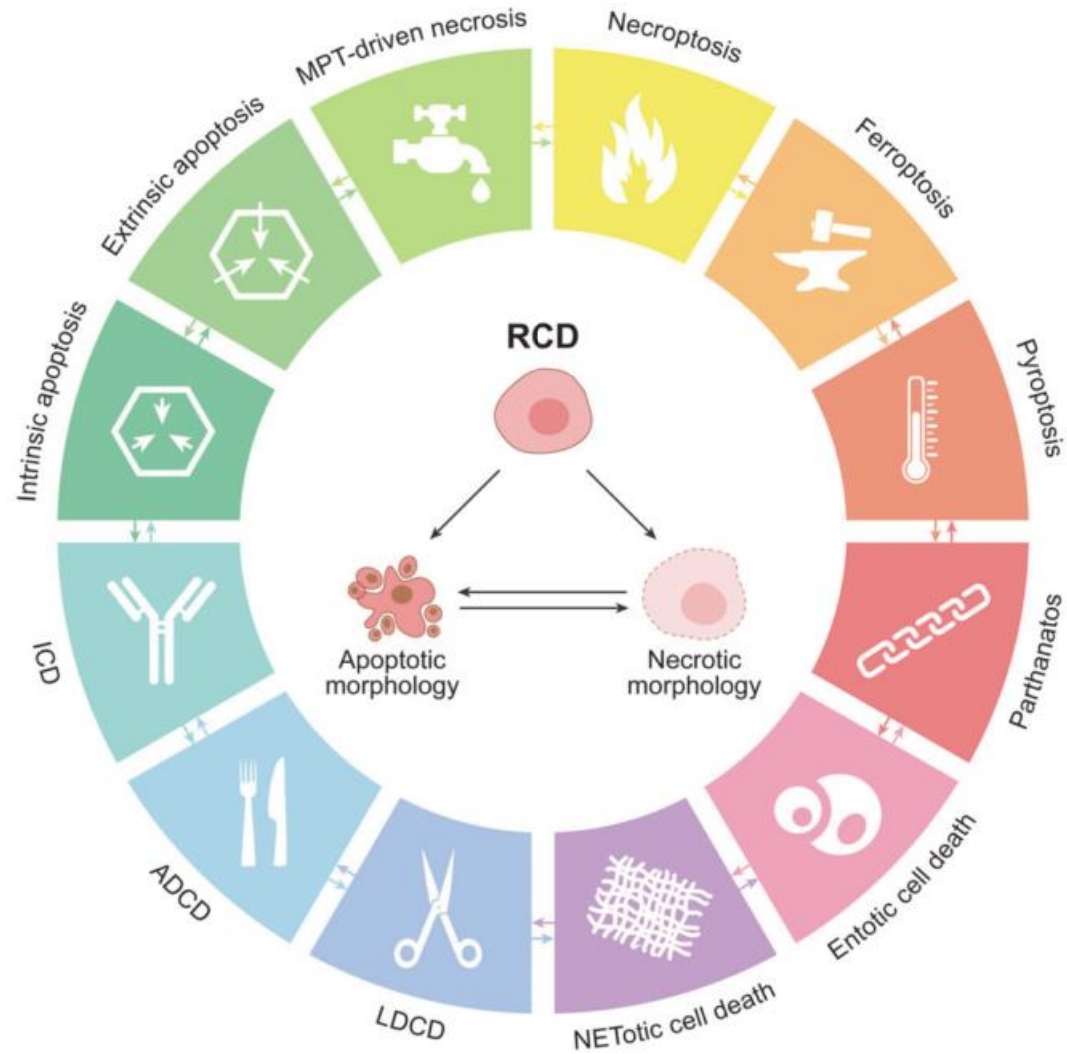 MPT-driven necrosis
Necroptosis
Ferroptosis
Pyroptosis
Parthanatos
Entotic cell death
NETotic cell death
LDCD
ADCD
ICD
Intrinsic apoptosis
Extrinsic apoptosis
RCD
Apoptotic
morphology
Necrotic
morphology